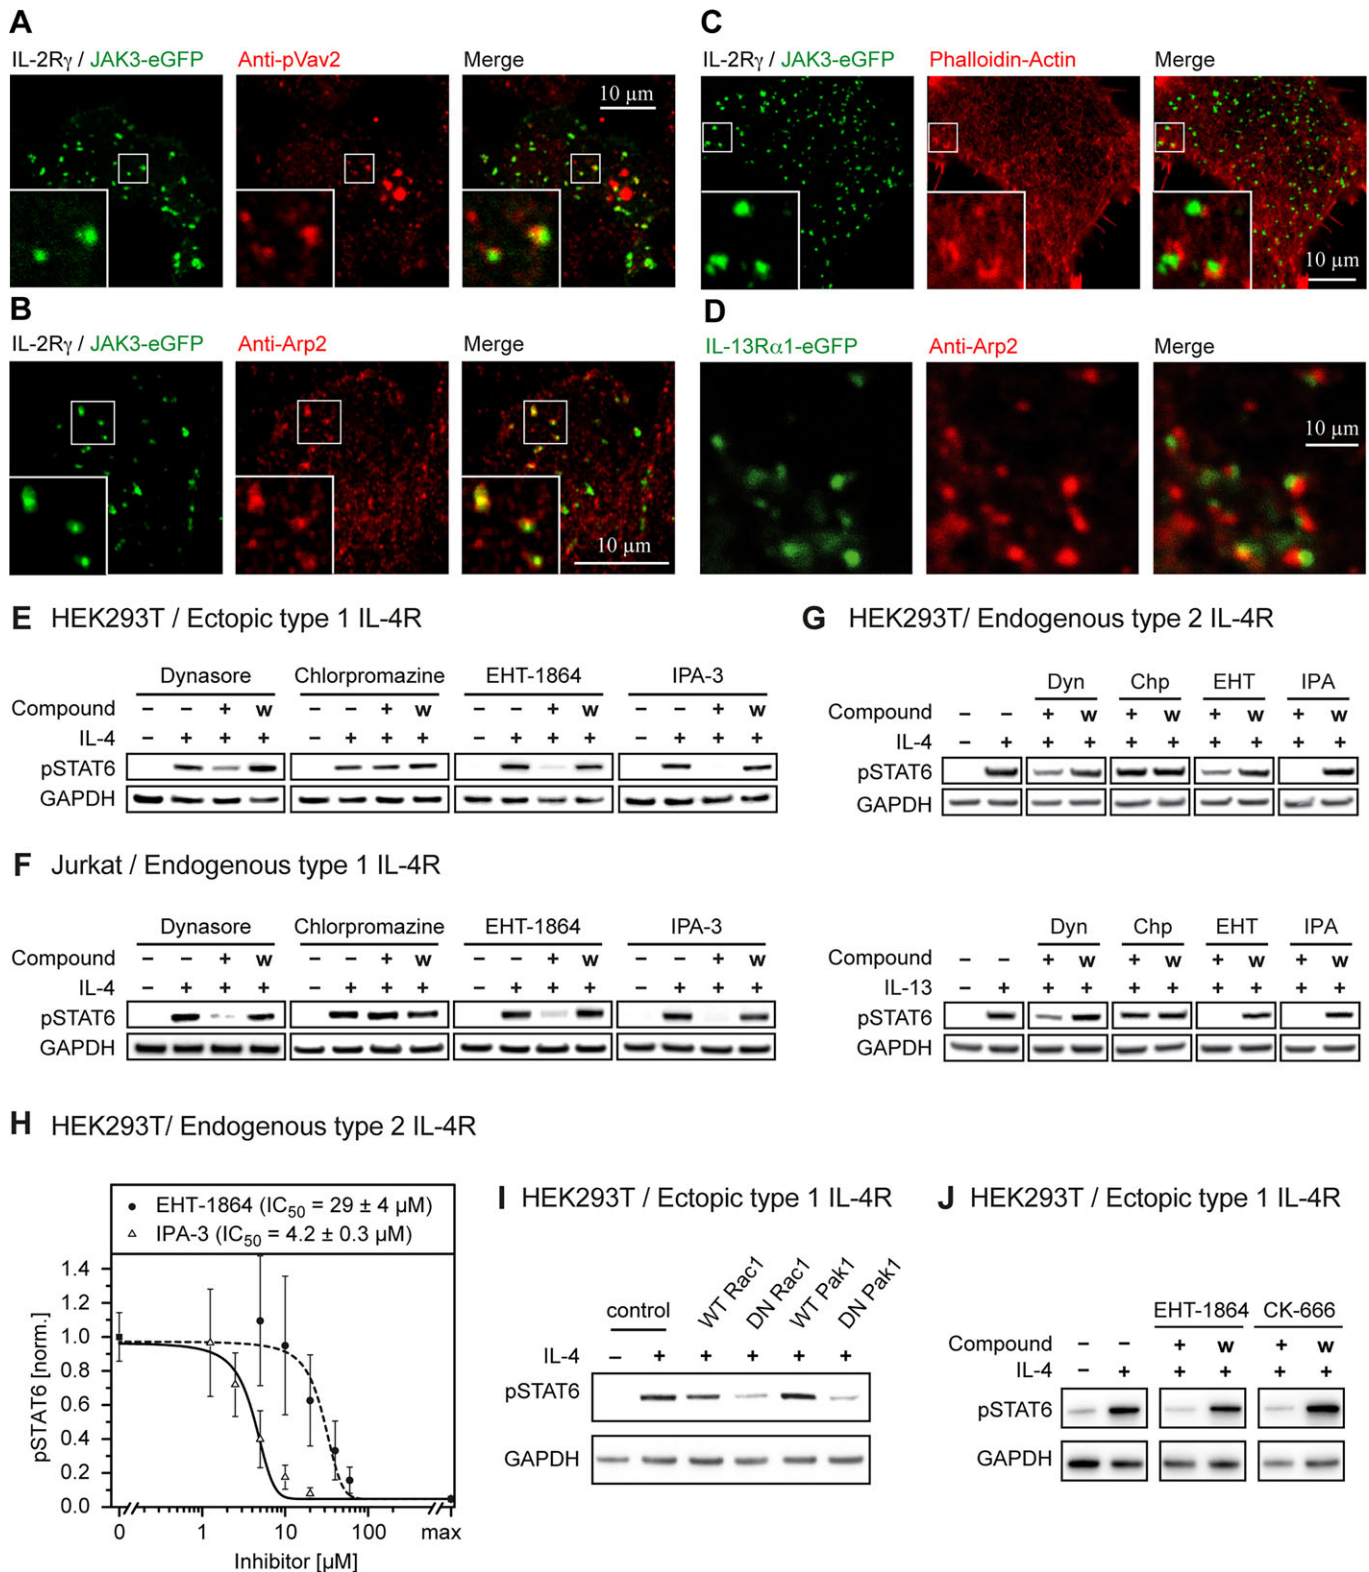 A
IL-2Rγ / JAK3-eGFP Anti-pVav2 Merge
10 µm
B
IL-2Rγ / JAK3-eGFP Anti-Arp2 Merge
10 µm
C
IL-2Rγ / JAK3-eGFP Phalloidin-Actin Merge
10 µm
D
IL-13Rα1-eGFP Anti-Arp2 Merge
10 µm
E HEK293T / Ectopic type 1 IL-4R
Dynasore Chlorpromazine EHT-1864 IPA-3
Compound − − + w − − + w − − + w − − + w
IL-4 − + + + − + + + − + + + − + + +
pSTAT6
GAPDH
F Jurkat / Endogenous type 1 IL-4R
Dynasore Chlorpromazine EHT-1864 IPA-3
Compound − − + w − − + w − − + w − − + w
IL-4 − + + + − + + + − + + + − + + +
pSTAT6
GAPDH
G HEK293T/ Endogenous type 2 IL-4R
Dyn Chp EHT IPA
Compound − − + w + w + w + w
IL-4 − + + + + + + + + +
pSTAT6
GAPDH
Dyn Chp EHT IPA
Compound − − + w + w + w + w
IL-13 − + + + + + + + + +
pSTAT6
GAPDH
H HEK293T/ Endogenous type 2 IL-4R
EHT-1864 (IC50 = 29 ± 4 µM)
IPA-3 (IC50 = 4.2 ± 0.3 µM)
pSTAT6 [norm.]
1.4
1.2
1.0
0.8
0.6
0.4
0.2
0.0
0 1 10 100 max
Inhibitor [µM]
I HEK293T / Ectopic type 1 IL-4R
control WT Rac1 DN Rac1 WT Pak1 DN Pak1
IL-4 − + + + + +
pSTAT6
GAPDH
J HEK293T / Ectopic type 1 IL-4R
EHT-1864 CK-666
Compound − − + w + w
IL-4 − + + + + +
pSTAT6
GAPDH